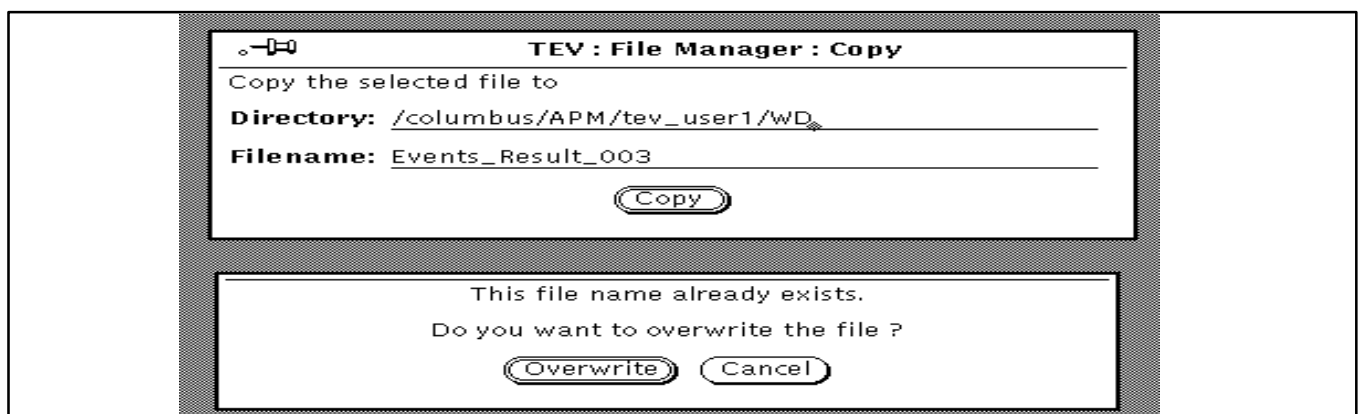 TEV : File Manager : Copy
Copy the selected file to
Directory: /columbus/APM/tev_user1/WD
Filename: Events_Result_003
Copy
This file name already exists.
Do you want to overwrite the file ?
Overwrite Cancel